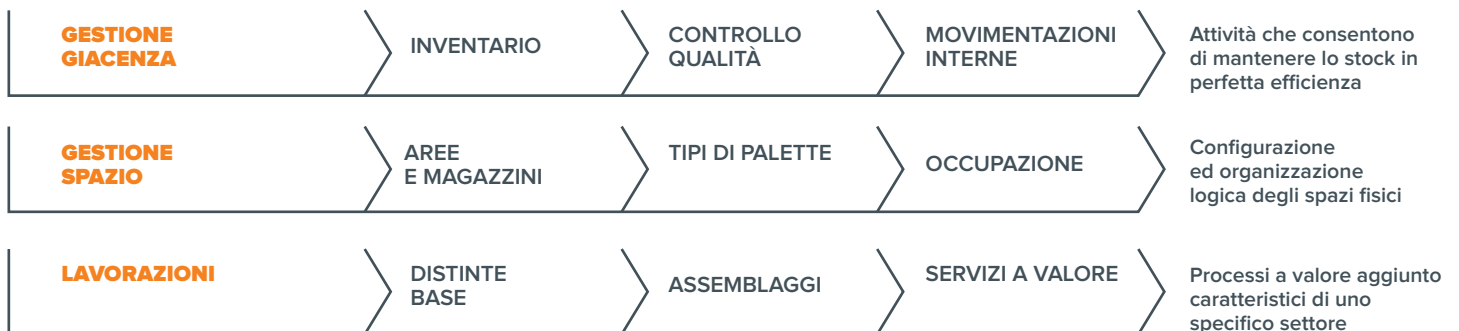 GESTIONE
GIACENZA
INVENTARIO
CONTROLLO
QUALITÀ
MOVIMENTAZIONI
INTERNE
Attività che consentono
di mantenere lo stock in
perfetta efficienza
GESTIONE
SPAZIO
AREE
E MAGAZZINI
TIPI DI PALETTE
OCCUPAZIONE
Configurazione
ed organizzazione
logica degli spazi fisici
LAVORAZIONI
DISTINTE
BASE
ASSEMBLAGGI
SERVIZI A VALORE
Processi a valore aggiunto
caratteristici di uno
specifico settore